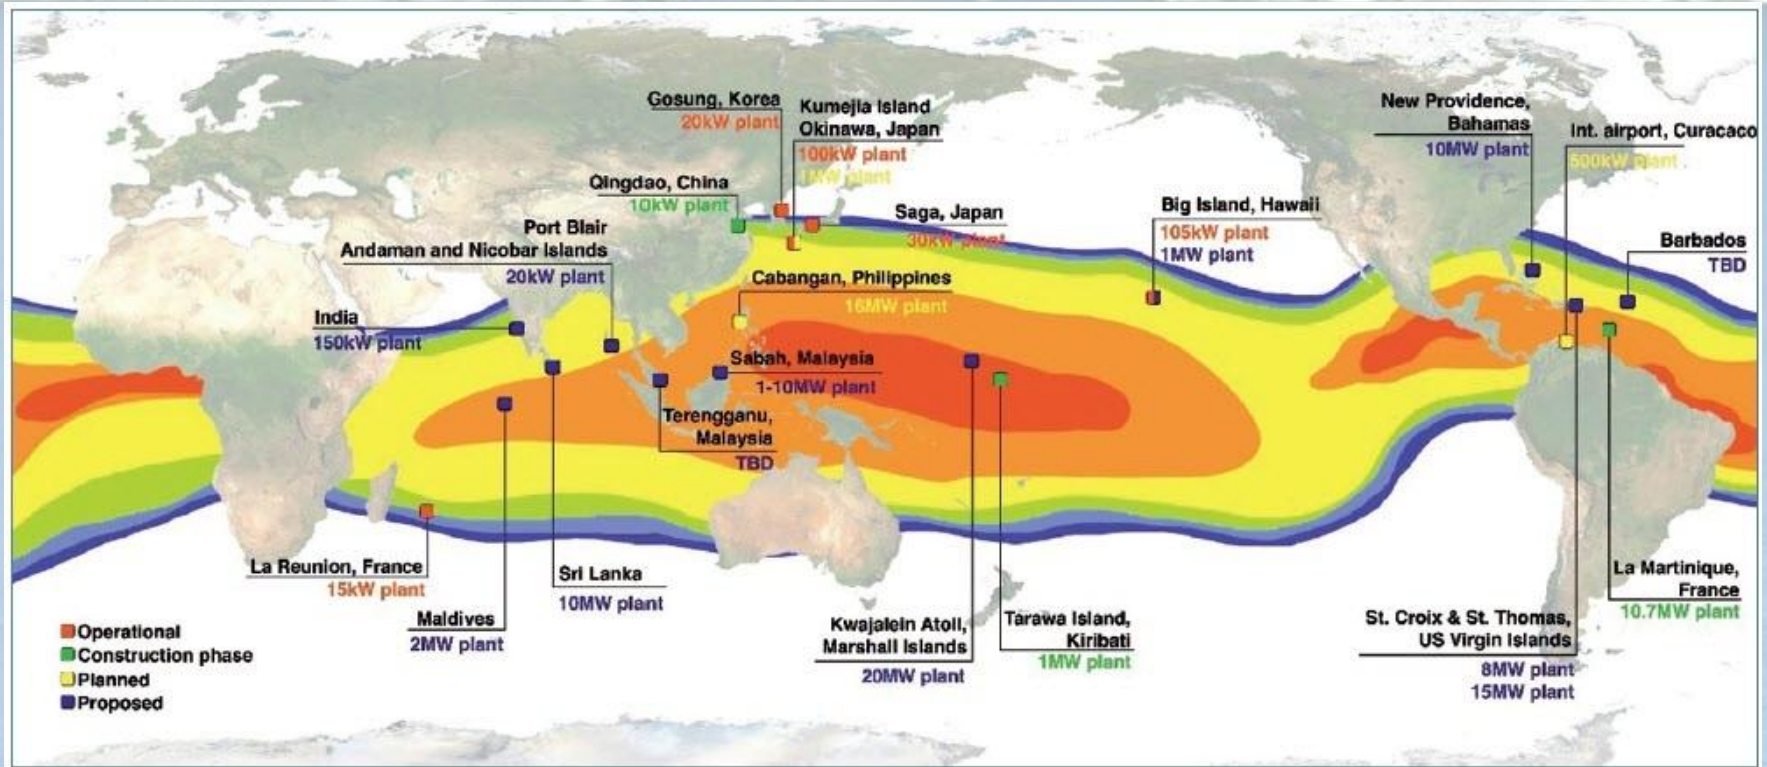 Gosung, Korea
20kW plant
Kumejia Island
Okinawa, Japan
100kW plant
1MW plant
Qingdao, China
10kW plant
Port Blair
Andaman and Nicobar Islands
20kW plant
India
150kW plant
Saga, Japan
30kW plant
Cabangan, Philippines
16MW plant
Sabah, Malaysia
1-10MW plant
Terengganu,
Malaysia
TBD
Big Island, Hawaii
105kW plant
1MW plant
New Providence,
Bahamas
10MW plant
Int. airport, Curacaco
500kW plant
Barbados
TBD
La Reunion, France
15kW plant
Maldives
2MW plant
Sri Lanka
10MW plant
Kwajalein Atoll,
Marshall Islands
20MW plant
Tarawa Island,
Kiribati
1MW plant
St. Croix & St. Thomas,
US Virgin Islands
8MW plant
15MW plant
La Martinique,
France
10.7MW plant
Operational
Construction phase
Planned
Proposed